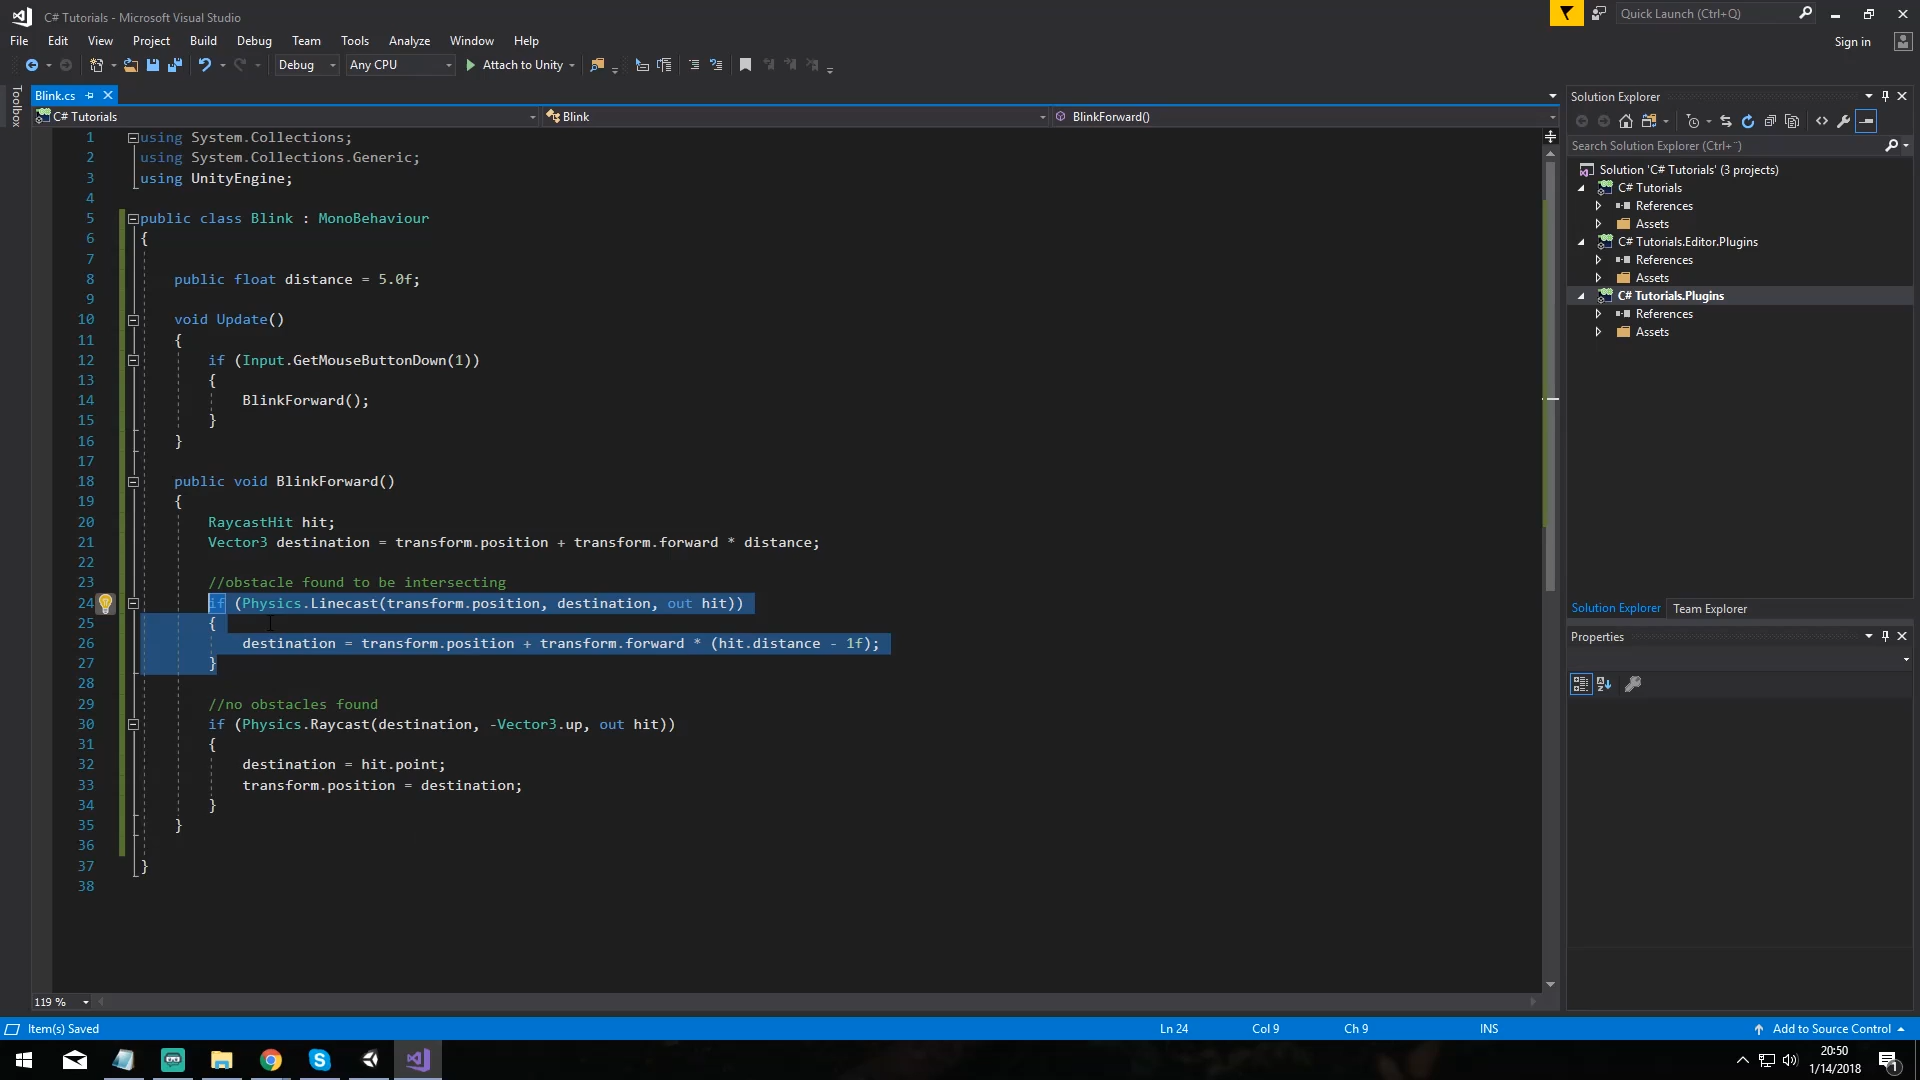 C# Tutorials - Microsoft Visual Studio
Quick Launch (Ctrl+Q)
File Edit View Project Build Debug Team Tools Analyze Window Help
Sign in
Debug Any CPU Attach to Unity
Toolbox
Blink.cs
C# Tutorials Blink BlinkForward()
1 using System.Collections;
2 using System.Collections.Generic;
3 using UnityEngine;
4
5 public class Blink : MonoBehaviour
6 {
7
8 public float distance = 5.0f;
9
10 void Update()
11 {
12 if (Input.GetMouseButtonDown(1))
13 {
14 BlinkForward();
15 }
16 }
17
18 public void BlinkForward()
19 {
20 RaycastHit hit;
21 Vector3 destination = transform.position + transform.forward * distance;
22
23 //obstacle found to be intersecting
24 if (Physics.Linecast(transform.position, destination, out hit))
25 {
26 destination = transform.position + transform.forward * (hit.distance - 1f);
27 }
28
29 //no obstacles found
30 if (Physics.Raycast(destination, -Vector3.up, out hit))
31 {
32 destination = hit.point;
33 transform.position = destination;
34 }
35 }
36
37 }
38
119 %
Solution Explorer
Search Solution Explorer (Ctrl+¨)
Solution 'C# Tutorials' (3 projects)
C# Tutorials
References
Assets
C# Tutorials.Editor.Plugins
References
Assets
C# Tutorials.Plugins
References
Assets
Solution Explorer Team Explorer
Properties
Item(s) Saved Ln 24 Col 9 Ch 9 INS Add to Source Control
20:50
1/14/2018
1